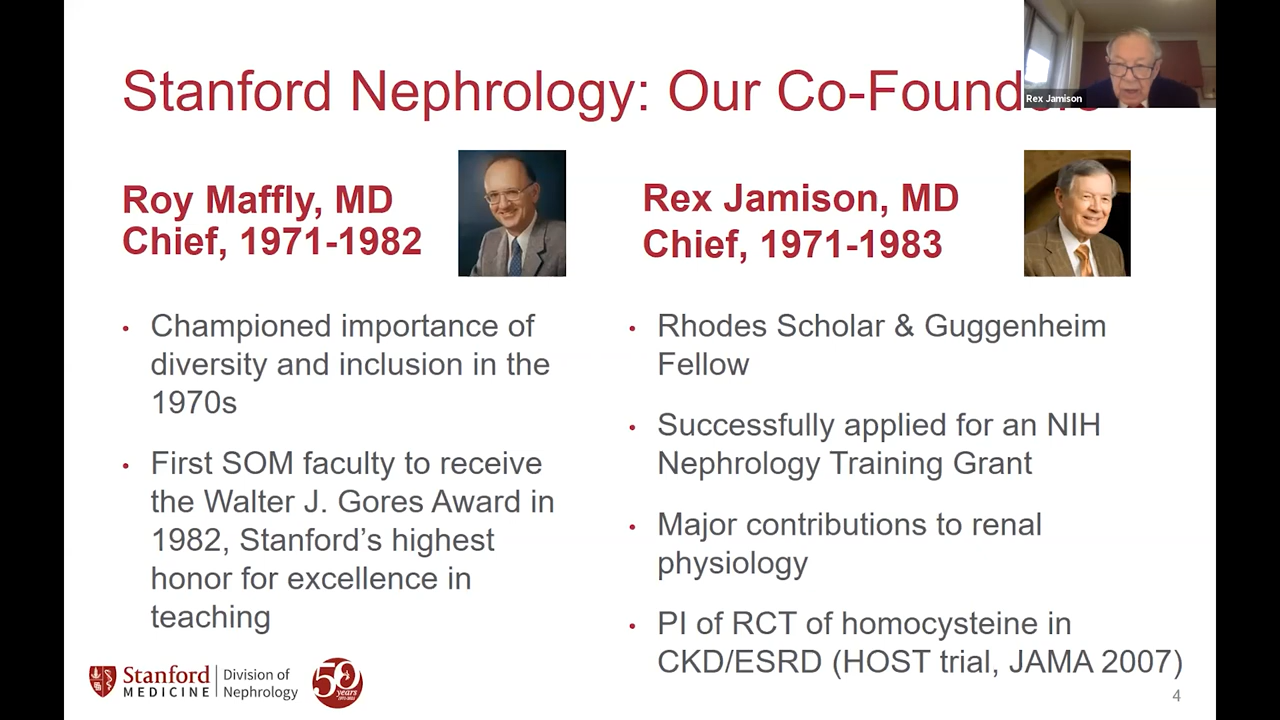 Stanford Nephrology: Our Co-Found
Rex Jamison
Roy Maffly, MD
Chief, 1971-1982
• Championed importance of
diversity and inclusion in the
1970s
• First SOM faculty to receive
the Walter J. Gores Award in
1982, Stanford’s highest
honor for excellence in
teaching
Rex Jamison, MD
Chief, 1971-1983
• Rhodes Scholar & Guggenheim
Fellow
• Successfully applied for an NIH
Nephrology Training Grant
• Major contributions to renal
physiology
• PI of RCT of homocysteine in
CKD/ESRD (HOST trial, JAMA 2007)
Stanford
MEDICINE
Division of
Nephrology
50
years
4